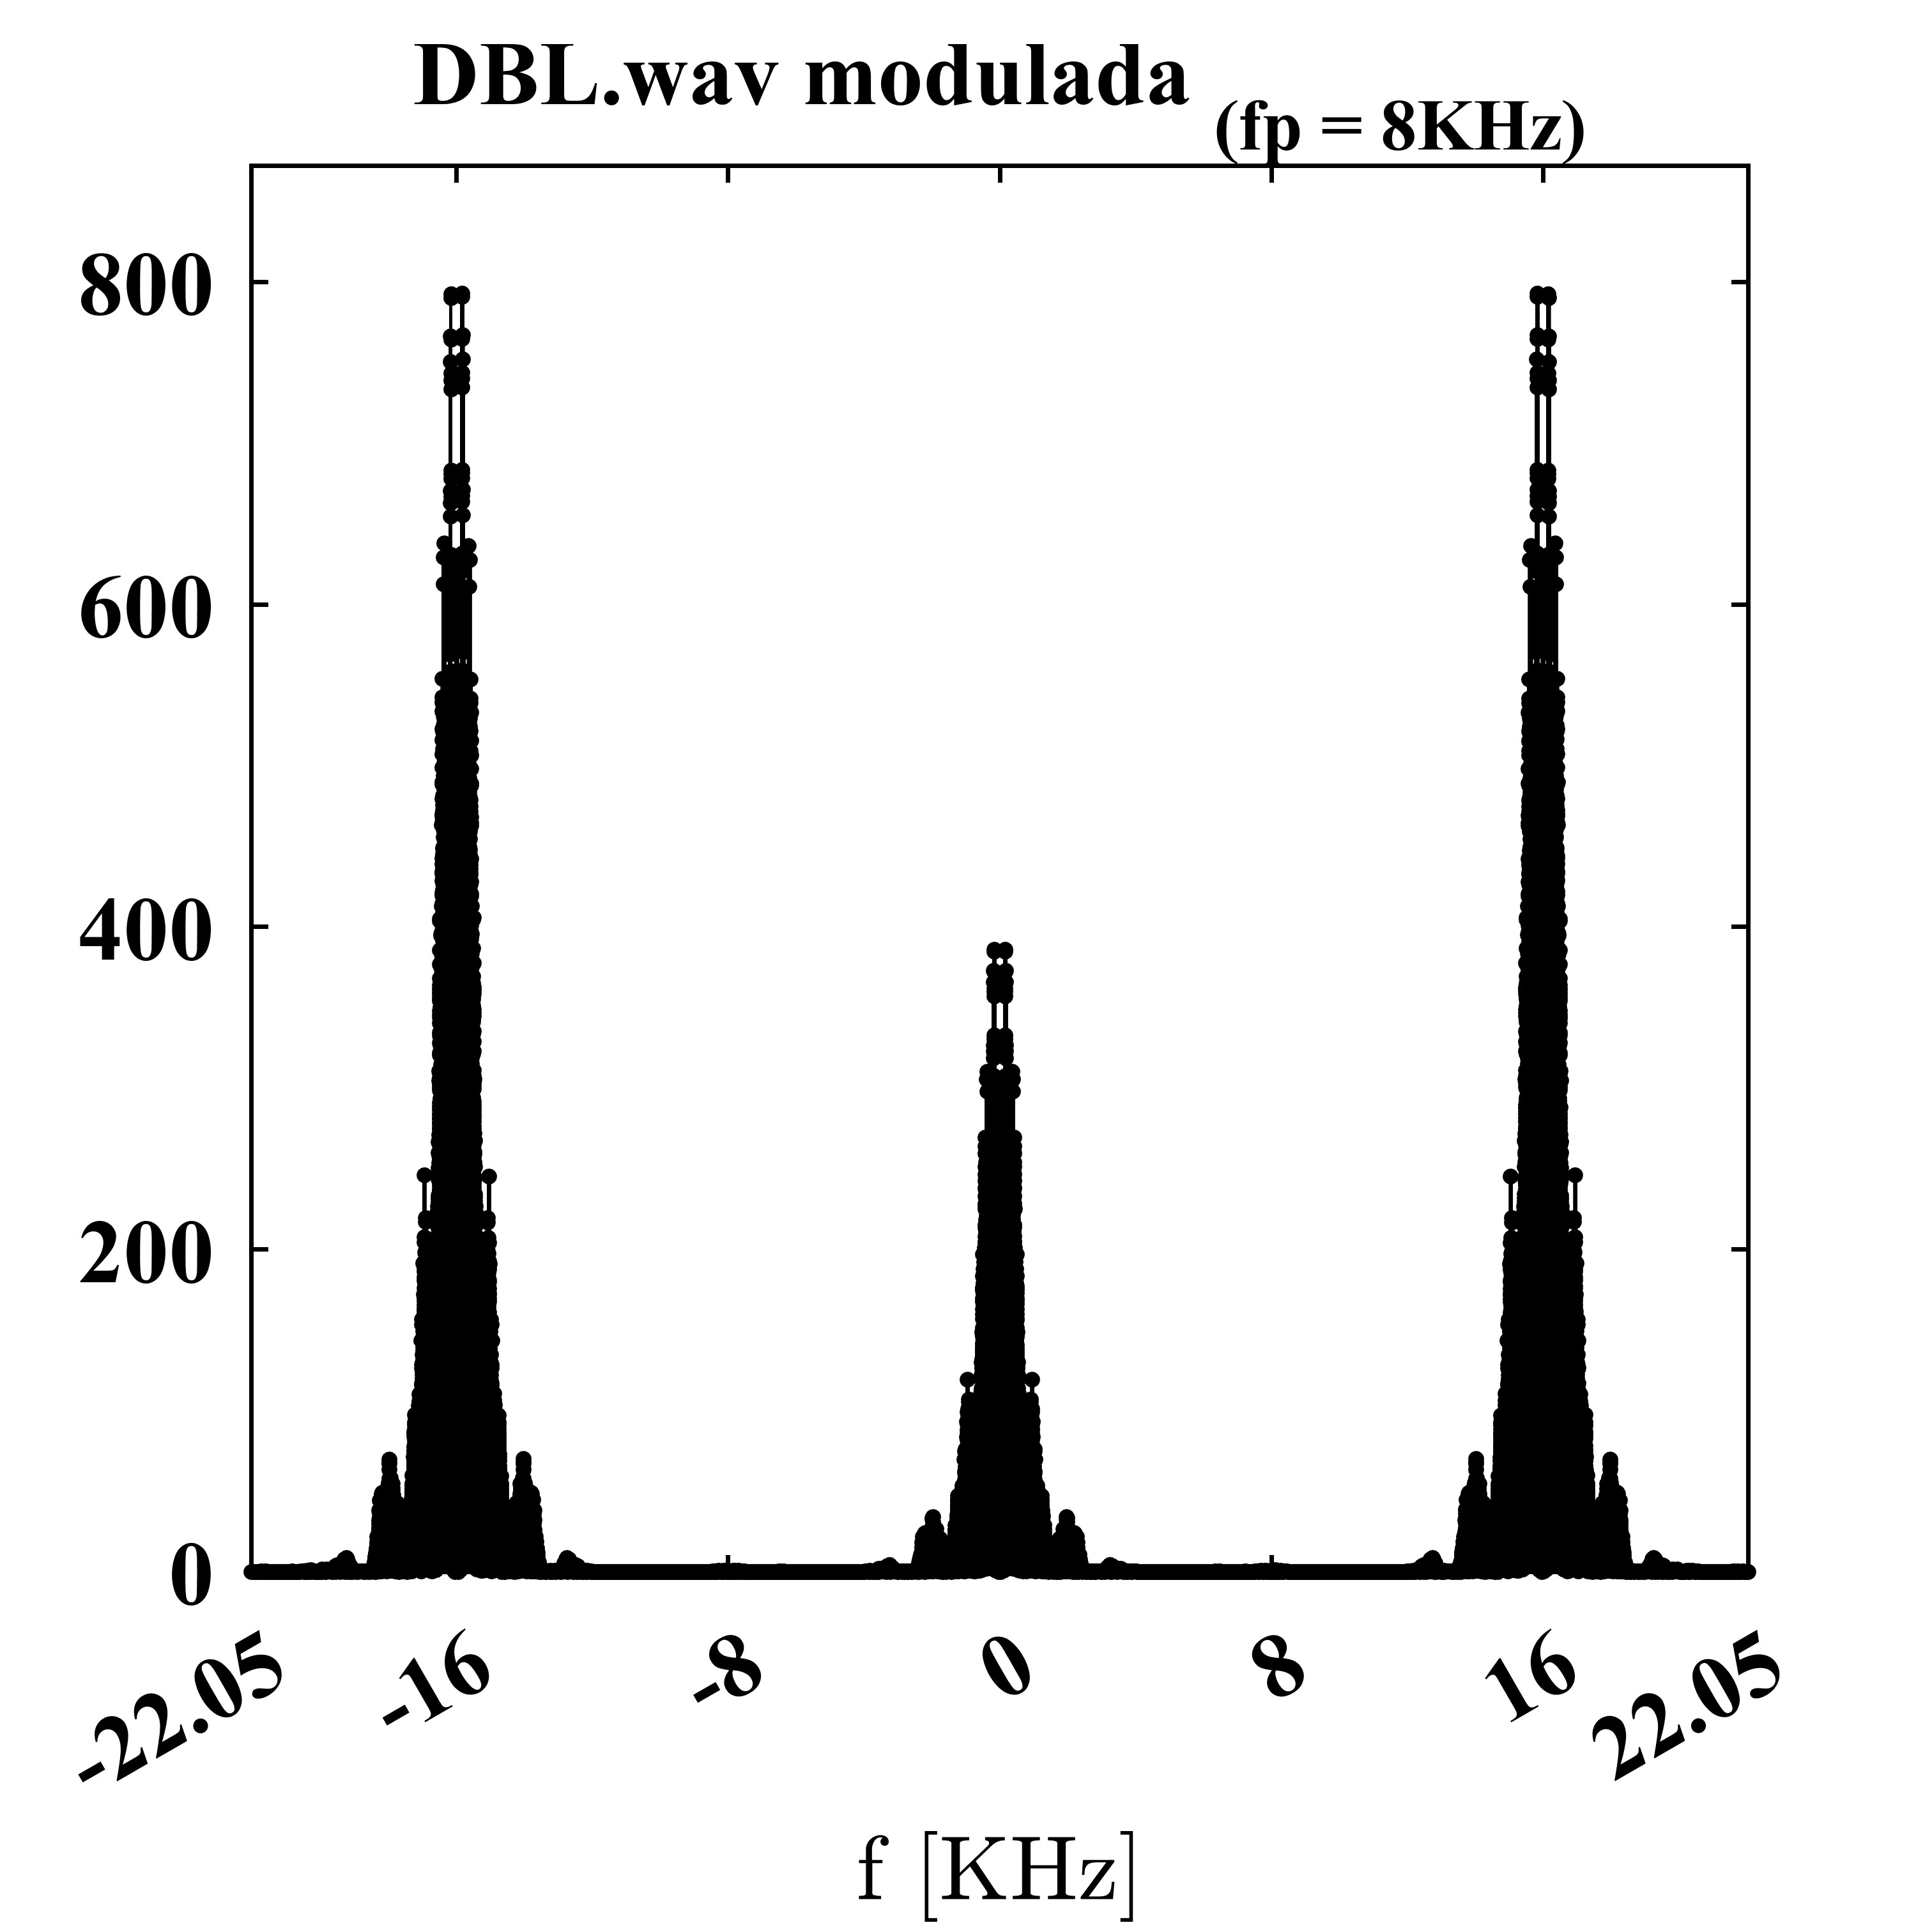 DBL.wav modulada (fp = 8KHz)
800
600
400
200
0
-22.05 -16 -8 0 8 16 22.05
f [KHz]